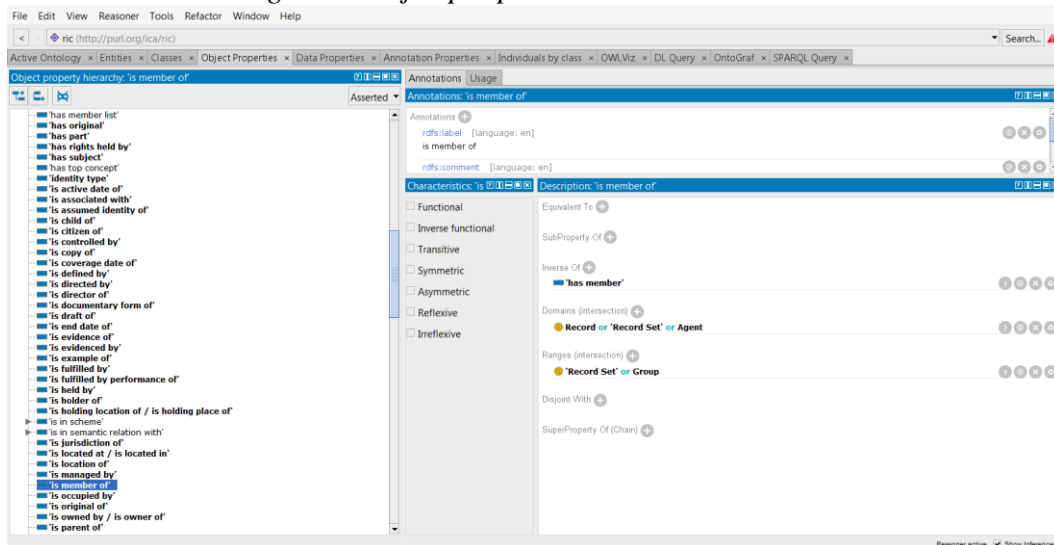 File Edit View Reasoner Tools Refactor Window Help
< ric (http://purl.org/ica/ric) Search...
Active Ontology × Entities × Classes × Object Properties × Data Properties × Annotation Properties × Individuals by class × OWLViz × DL Query × OntoGraf × SPARQL Query ×
Object property hierarchy: 'is member of'
Asserted
'has member list'
'has original'
'has part'
'has rights held by'
'has subject'
'has top concept'
'identity type'
'is active date of'
'is associated with'
'is assumed identity of'
'is child of'
'is citizen of'
'is controlled by'
'is copy of'
'is coverage date of'
'is defined by'
'is directed by'
'is director of'
'is documentary form of'
'is draft of'
'is end date of'
'is evidence of'
'is evidenced by'
'is example of'
'is fulfilled by'
'is fulfilled by performance of'
'is held by'
'is holder of'
'is holding location of / is holding place of'
'is in scheme'
'is in semantic relation with'
'is jurisdiction of'
'is located at / is located in'
'is location of'
'is managed by'
'is member of'
'is occupied by'
'is original of'
'is owned by / is owner of'
'is parent of'
Annotations Usage
Annotations: 'is member of'
Annotations
rdfs:label [language: en]
is member of
rdfs:comment [language: en]
Characteristics: 'is
Functional
Inverse functional
Transitive
Symmetric
Asymmetric
Reflexive
Irreflexive
Description: 'is member of'
Equivalent To
SubProperty Of
Inverse Of
'has member'
Domains (intersection)
Record or 'Record Set' or Agent
Ranges (intersection)
'Record Set' or Group
Disjoint With
SuperProperty Of (Chain)
Reasoner active Show Inferences